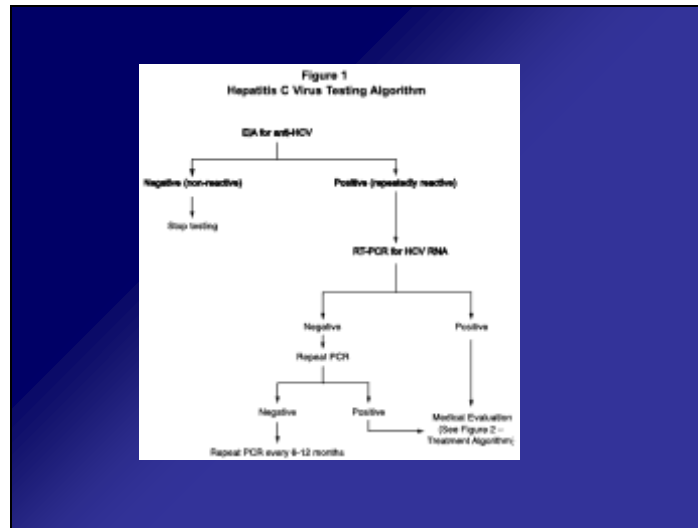 Figure 1
Hepatitis C Virus Testing Algorithm
EIA for anti-HCV
Negative (non-reactive) Positive (repeatedly reactive)
Stop testing
RT-PCR for HCV RNA
Negative Positive
Repeat PCR
Negative Positive
Medical Evaluation
(See Figure 2 –
Treatment Algorithm)
Repeat PCR every 6-12 months